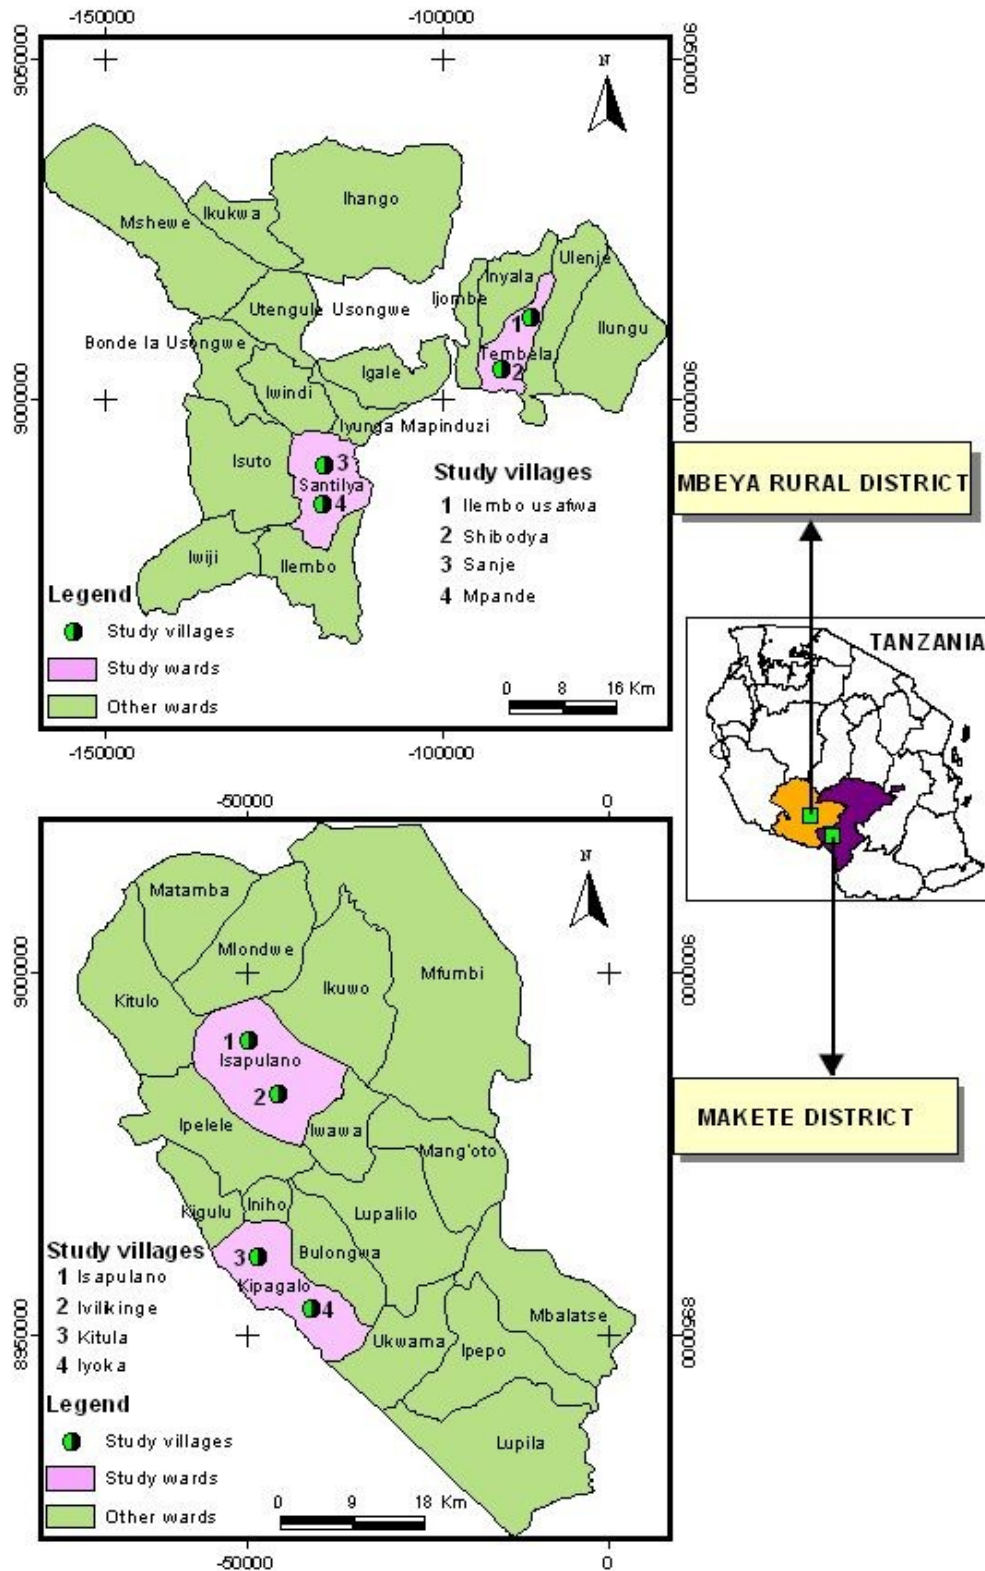 -150000 -100000
9050000 9050000
N
Ihango
Ikukwa
Mshewe
Ulenje
Inyala
Ijombe
Utengule Usongwe
1
Ilungu
Bonde la Usongwe
Tembela
Igale
2
Iwindi
9000000 9000000
Iyunga Mapinduzi
Isuto
3
Santilya
4
Iwiji
Ilembo
Study villages
1 Ilembo usafwa
2 Shibodya
3 Sanje
4 Mpande
Legend
Study villages
Study wards
Other wards
0 8 16 Km
-150000 -100000
MBEYA RURAL DISTRICT
TANZANIA
MAKETE DISTRICT
-50000 0
N
Matamba
Mlondwe
Mfumbi
9000000 9000000
Ikuwo
Kitulo
1
Isapulano
2
Ipelele
Iwawa
Mang'oto
Iniho
Kigulu
Lupalilo
Bulongwa
3
Kipagalo
4
Mbalatse
8950000 8950000
Ukwama
Ipepo
Lupila
Study villages
1 Isapulano
2 Ivilikinge
3 Kitula
4 Iyoka
Legend
Study villages
Study wards
Other wards
0 9 18 Km
-50000 0